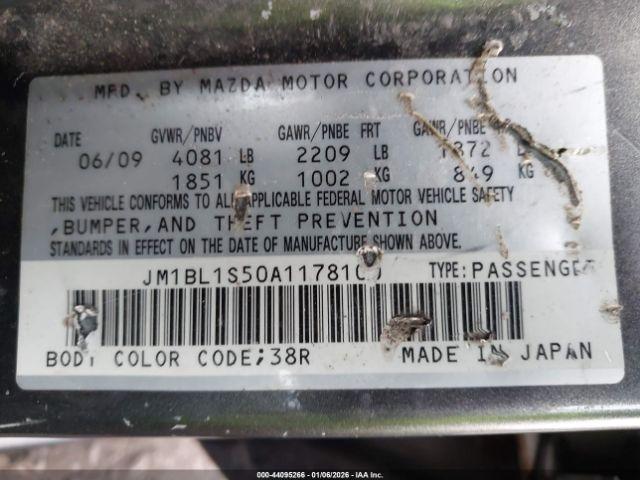 MFD. BY MAZDA MOTOR CORPORATION
DATE GVWR/PNBV GAWR/PNBE FRT GAWR/PNBE
06/09 4081 LB 2209 LB 1872
1851 KG 1002 KG 849 KG
THIS VEHICLE CONFORMS TO ALL APPLICABLE FEDERAL MOTOR VEHICLE SAFETY
,BUMPER,AND THEFT PREVENTION
STANDARDS IN EFFECT ON THE DATE OF MANUFACTURE SHOWN ABOVE.
TYPE:PASSENGER
BODY COLOR CODE;38R MADE IN JAPAN
000-44095266 - 01/06/2026 - IAA Inc.